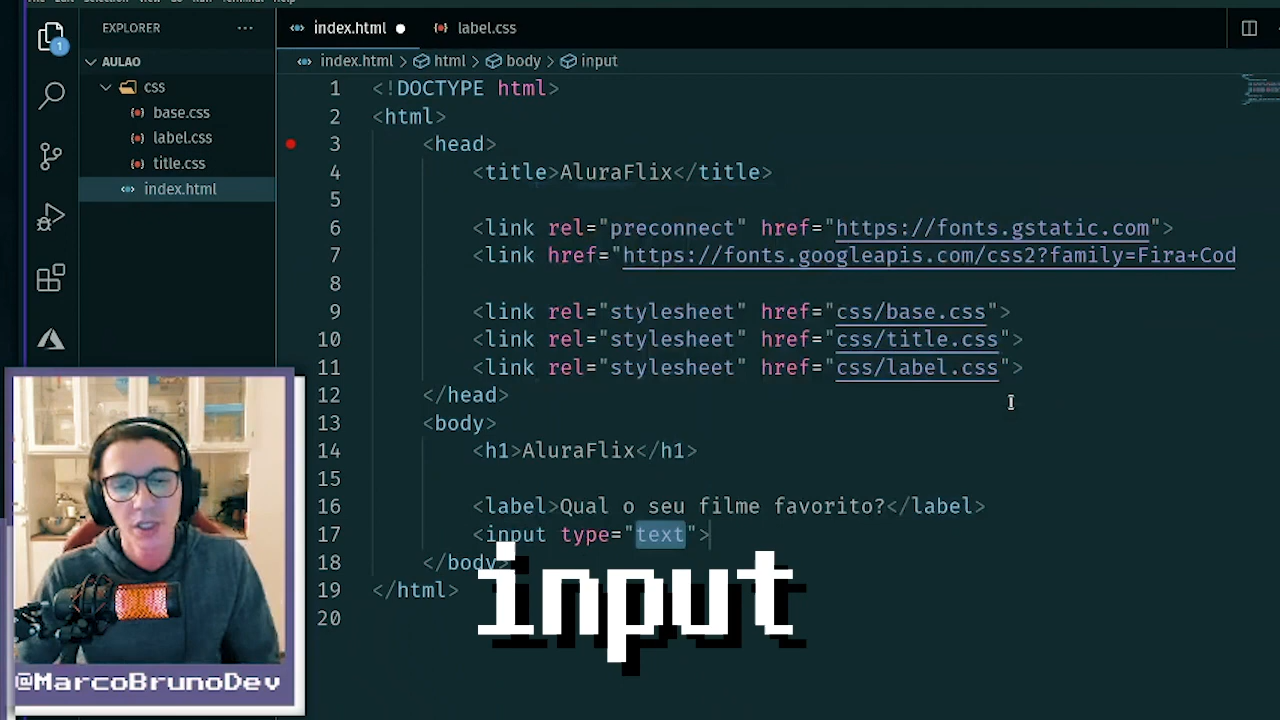 EXPLORER
index.html
label.css
AULAO
css
base.css
label.css
title.css
index.html
1
index.html > html > body > input
1 <!DOCTYPE html>
2 <html>
3 <head>
4 <title>AluraFlix</title>
5
6 <link rel="preconnect" href="https://fonts.gstatic.com">
7 <link href="https://fonts.googleapis.com/css2?family=Fira+Cod
8
9 <link rel="stylesheet" href="css/base.css">
10 <link rel="stylesheet" href="css/title.css">
11 <link rel="stylesheet" href="css/label.css">
12 </head>
13 <body>
14 <h1>AluraFlix</h1>
15
16 <label>Qual o seu filme favorito?</label>
17 <input type="text">
18 </body>
19 </html>
20
input
@MarcoBrunoDev